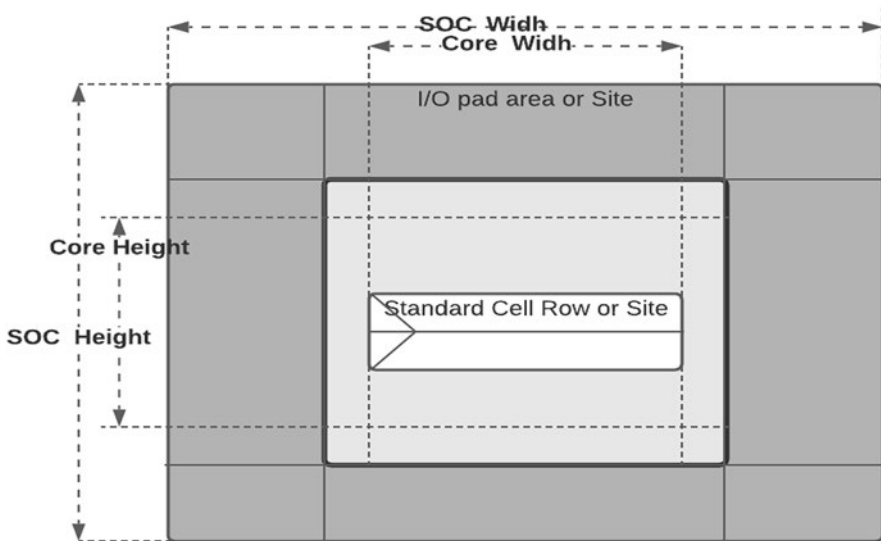 SOC Widh
Core Widh
I/O pad area or Site
Core Height
Standard Cell Row or Site
SOC Height